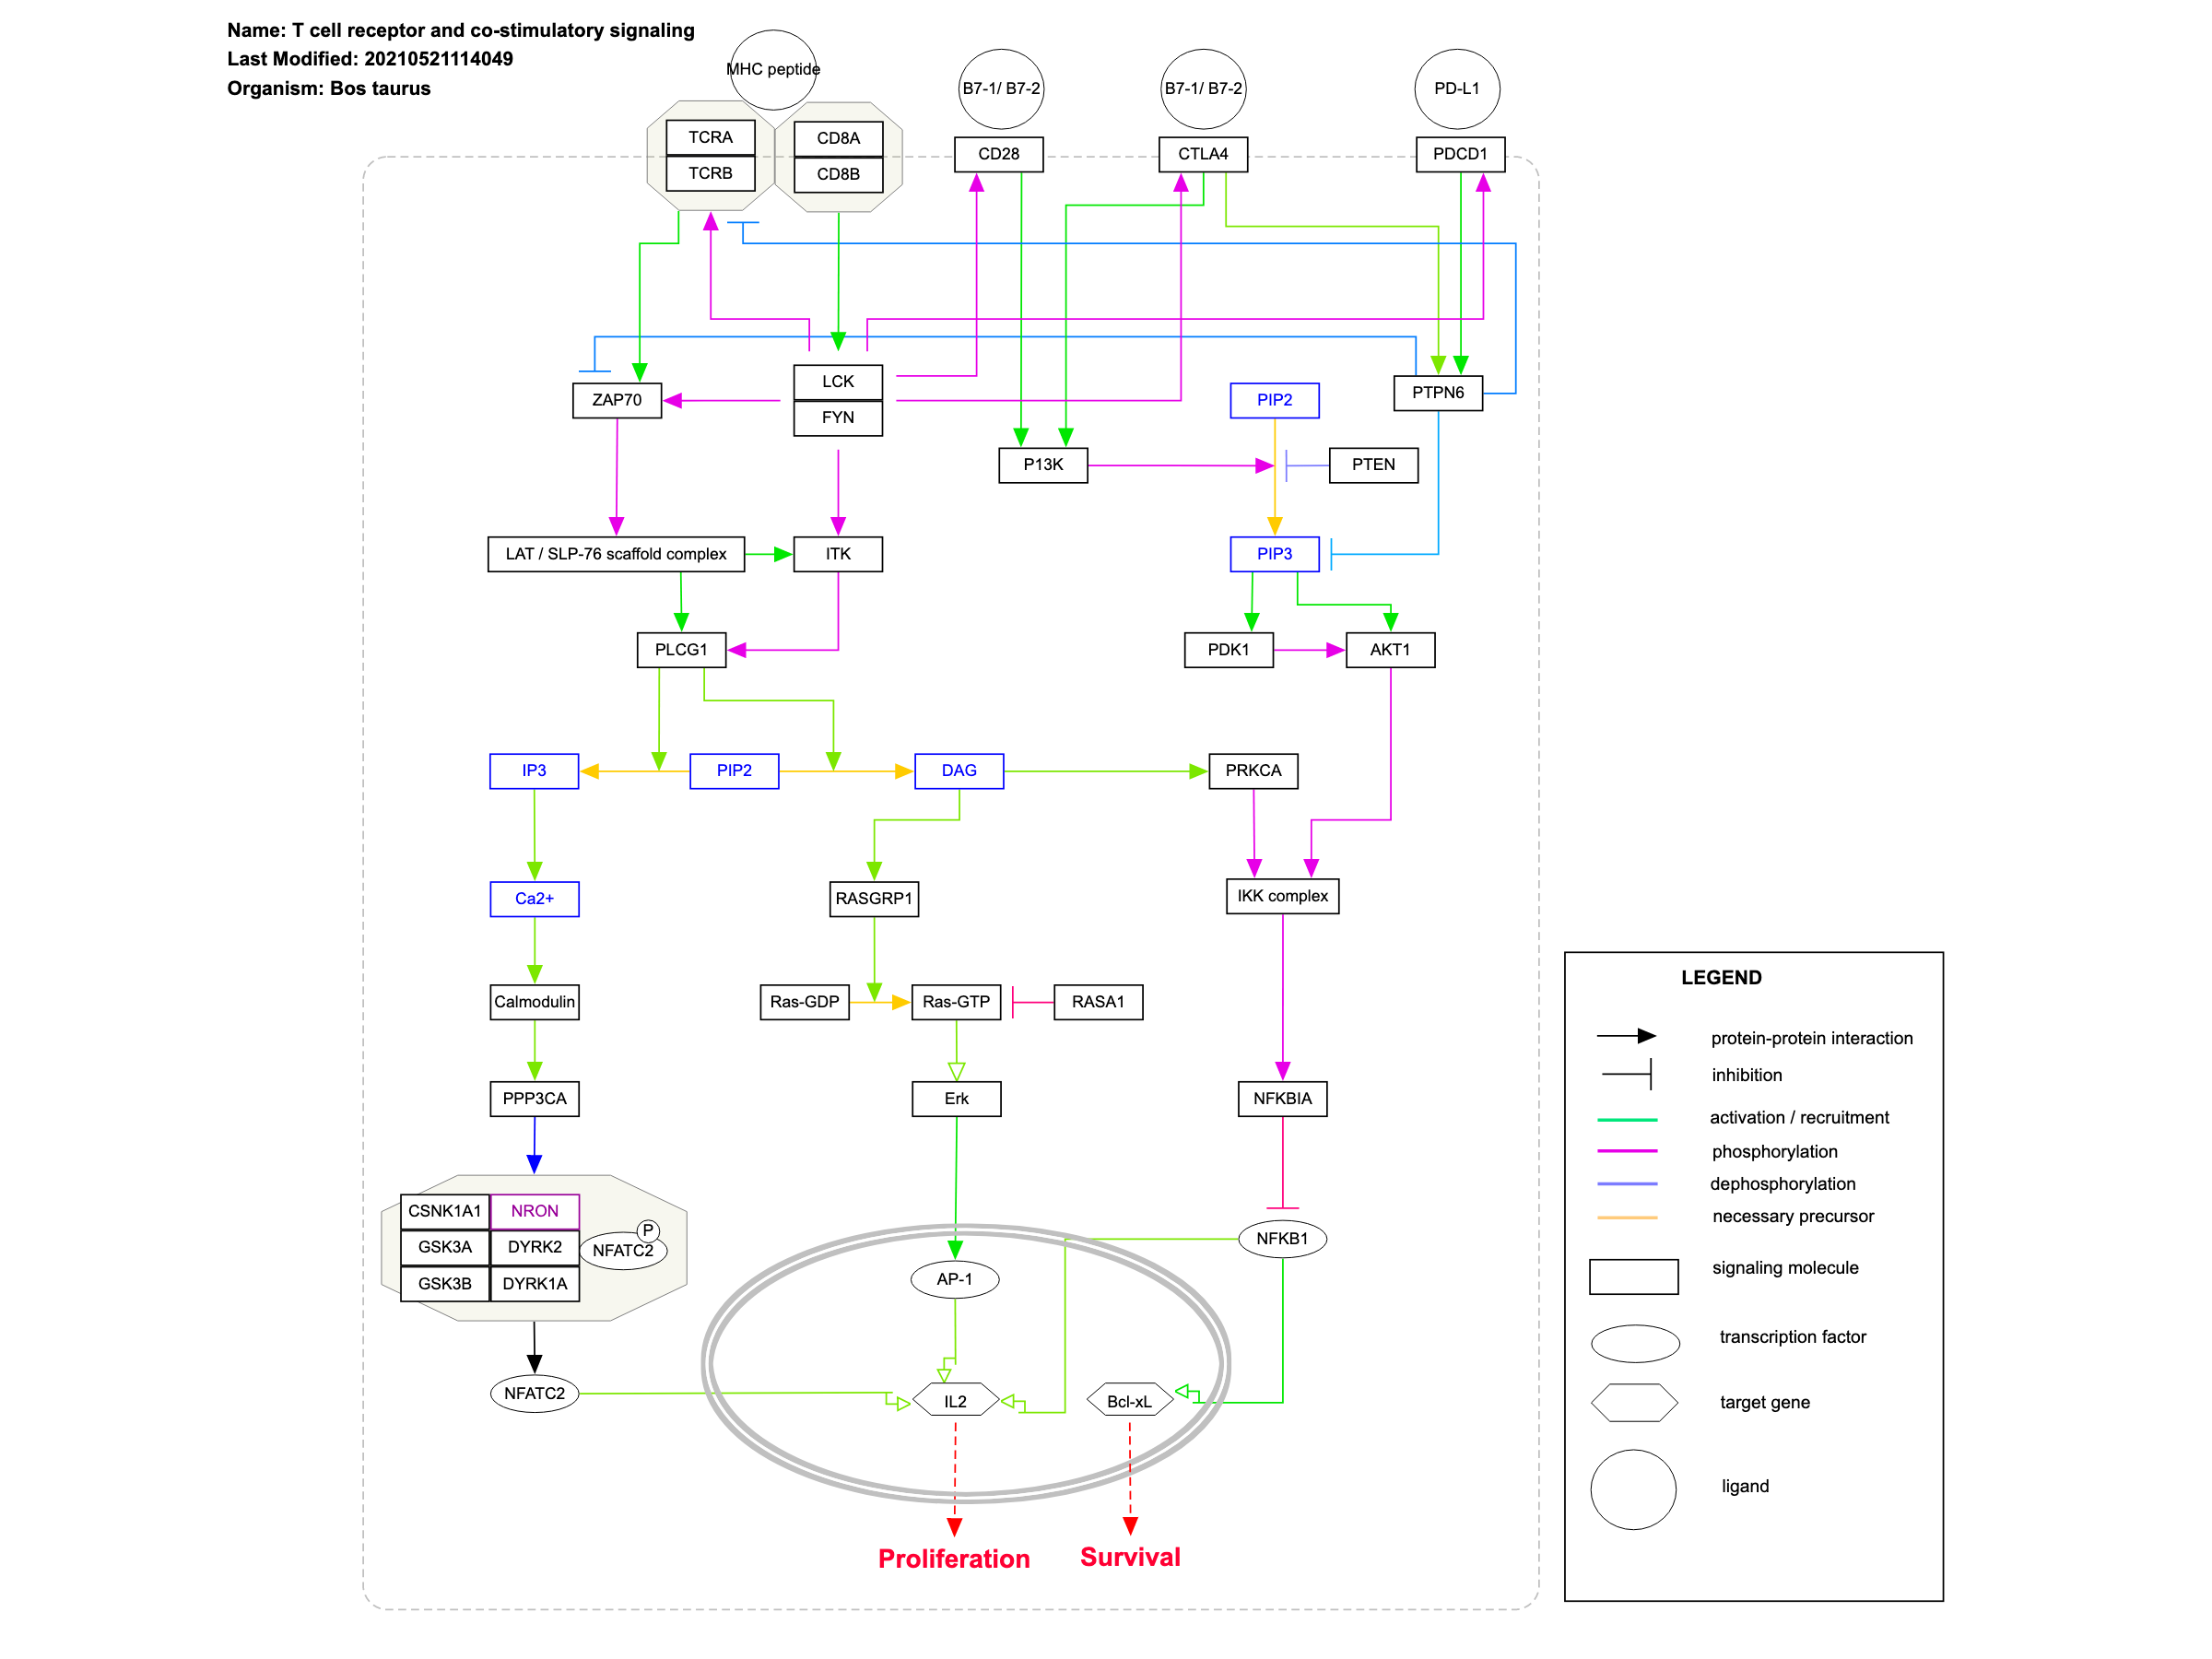 Name: T cell receptor and co-stimulatory signaling
Last Modified: 20210521114049
Organism: Bos taurus
MHC peptide
B7-1/ B7-2
B7-1/ B7-2
PD-L1
TCRA
TCRB
CD8A
CD8B
CD28
CTLA4
PDCD1
LCK
FYN
ZAP70
PIP2
PTPN6
P13K
PTEN
LAT / SLP-76 scaffold complex
ITK
PIP3
PLCG1
PDK1
AKT1
IP3
PIP2
DAG
PRKCA
Ca2+
RASGRP1
IKK complex
Calmodulin
Ras-GDP
Ras-GTP
RASA1
PPP3CA
Erk
NFKBIA
CSNK1A1
NRON
GSK3A
DYRK2
GSK3B
DYRK1A
P
NFATC2
NFKB1
AP-1
NFATC2
IL2
Bcl-xL
Proliferation
Survival
LEGEND
protein-protein interaction
inhibition
activation / recruitment
phosphorylation
dephosphorylation
necessary precursor
signaling molecule
transcription factor
target gene
ligand